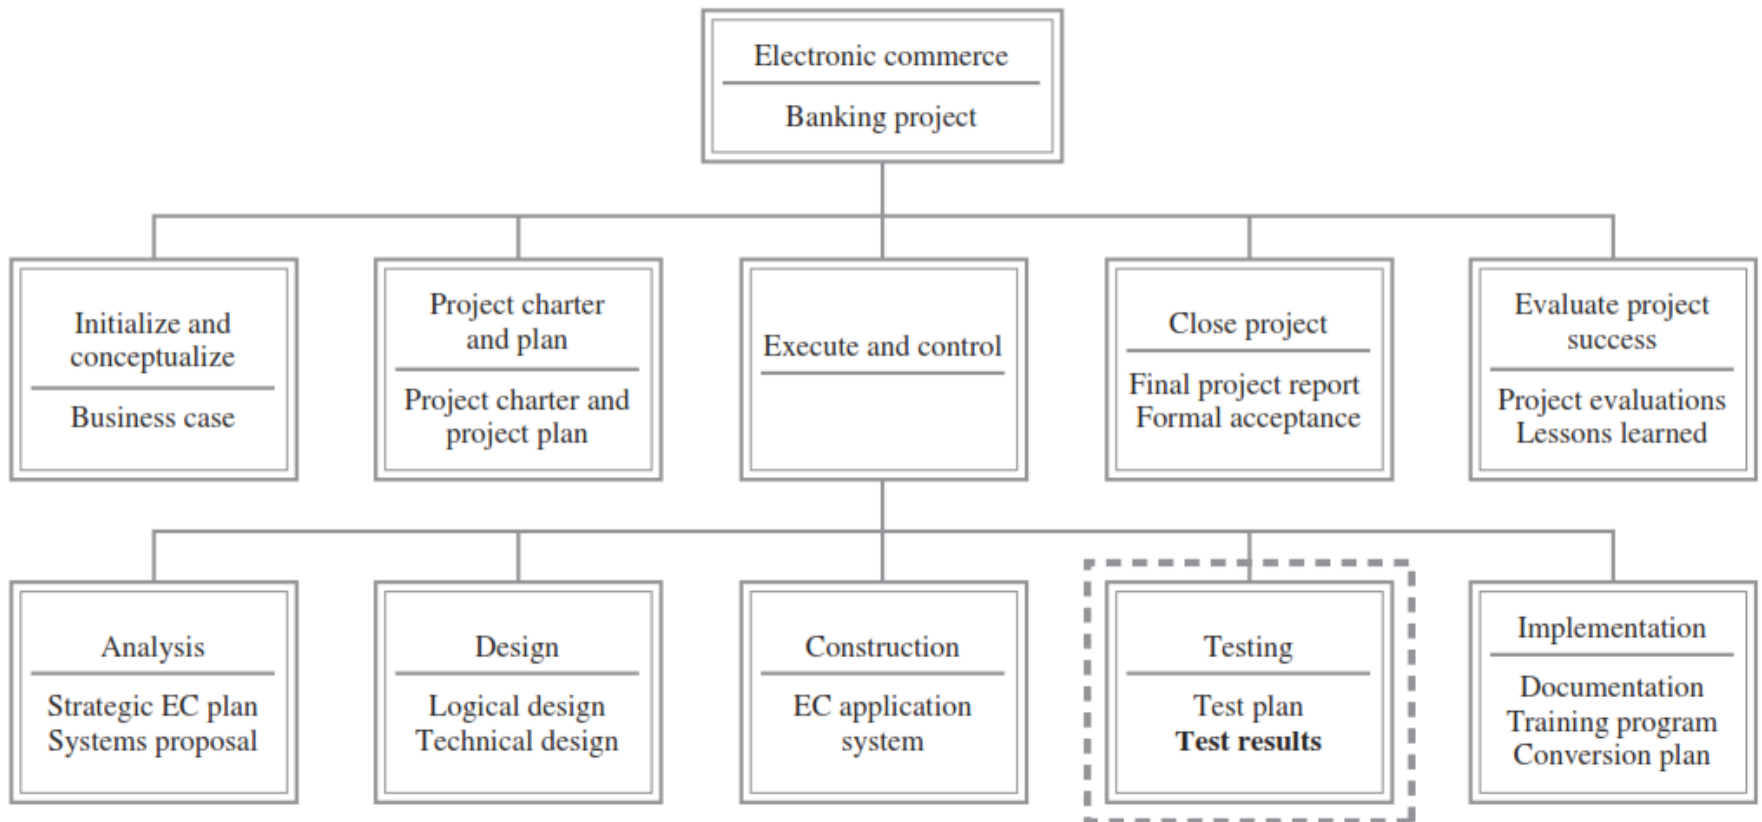 Electronic commerce
Banking project
Initialize and
conceptualize
Business case
Project charter
and plan
Project charter and
project plan
Execute and control
Close project
Final project report
Formal acceptance
Evaluate project
success
Project evaluations
Lessons learned
Analysis
Strategic EC plan
Systems proposal
Design
Logical design
Technical design
Construction
EC application
system
Testing
Test plan
Test results
Implementation
Documentation
Training program
Conversion plan